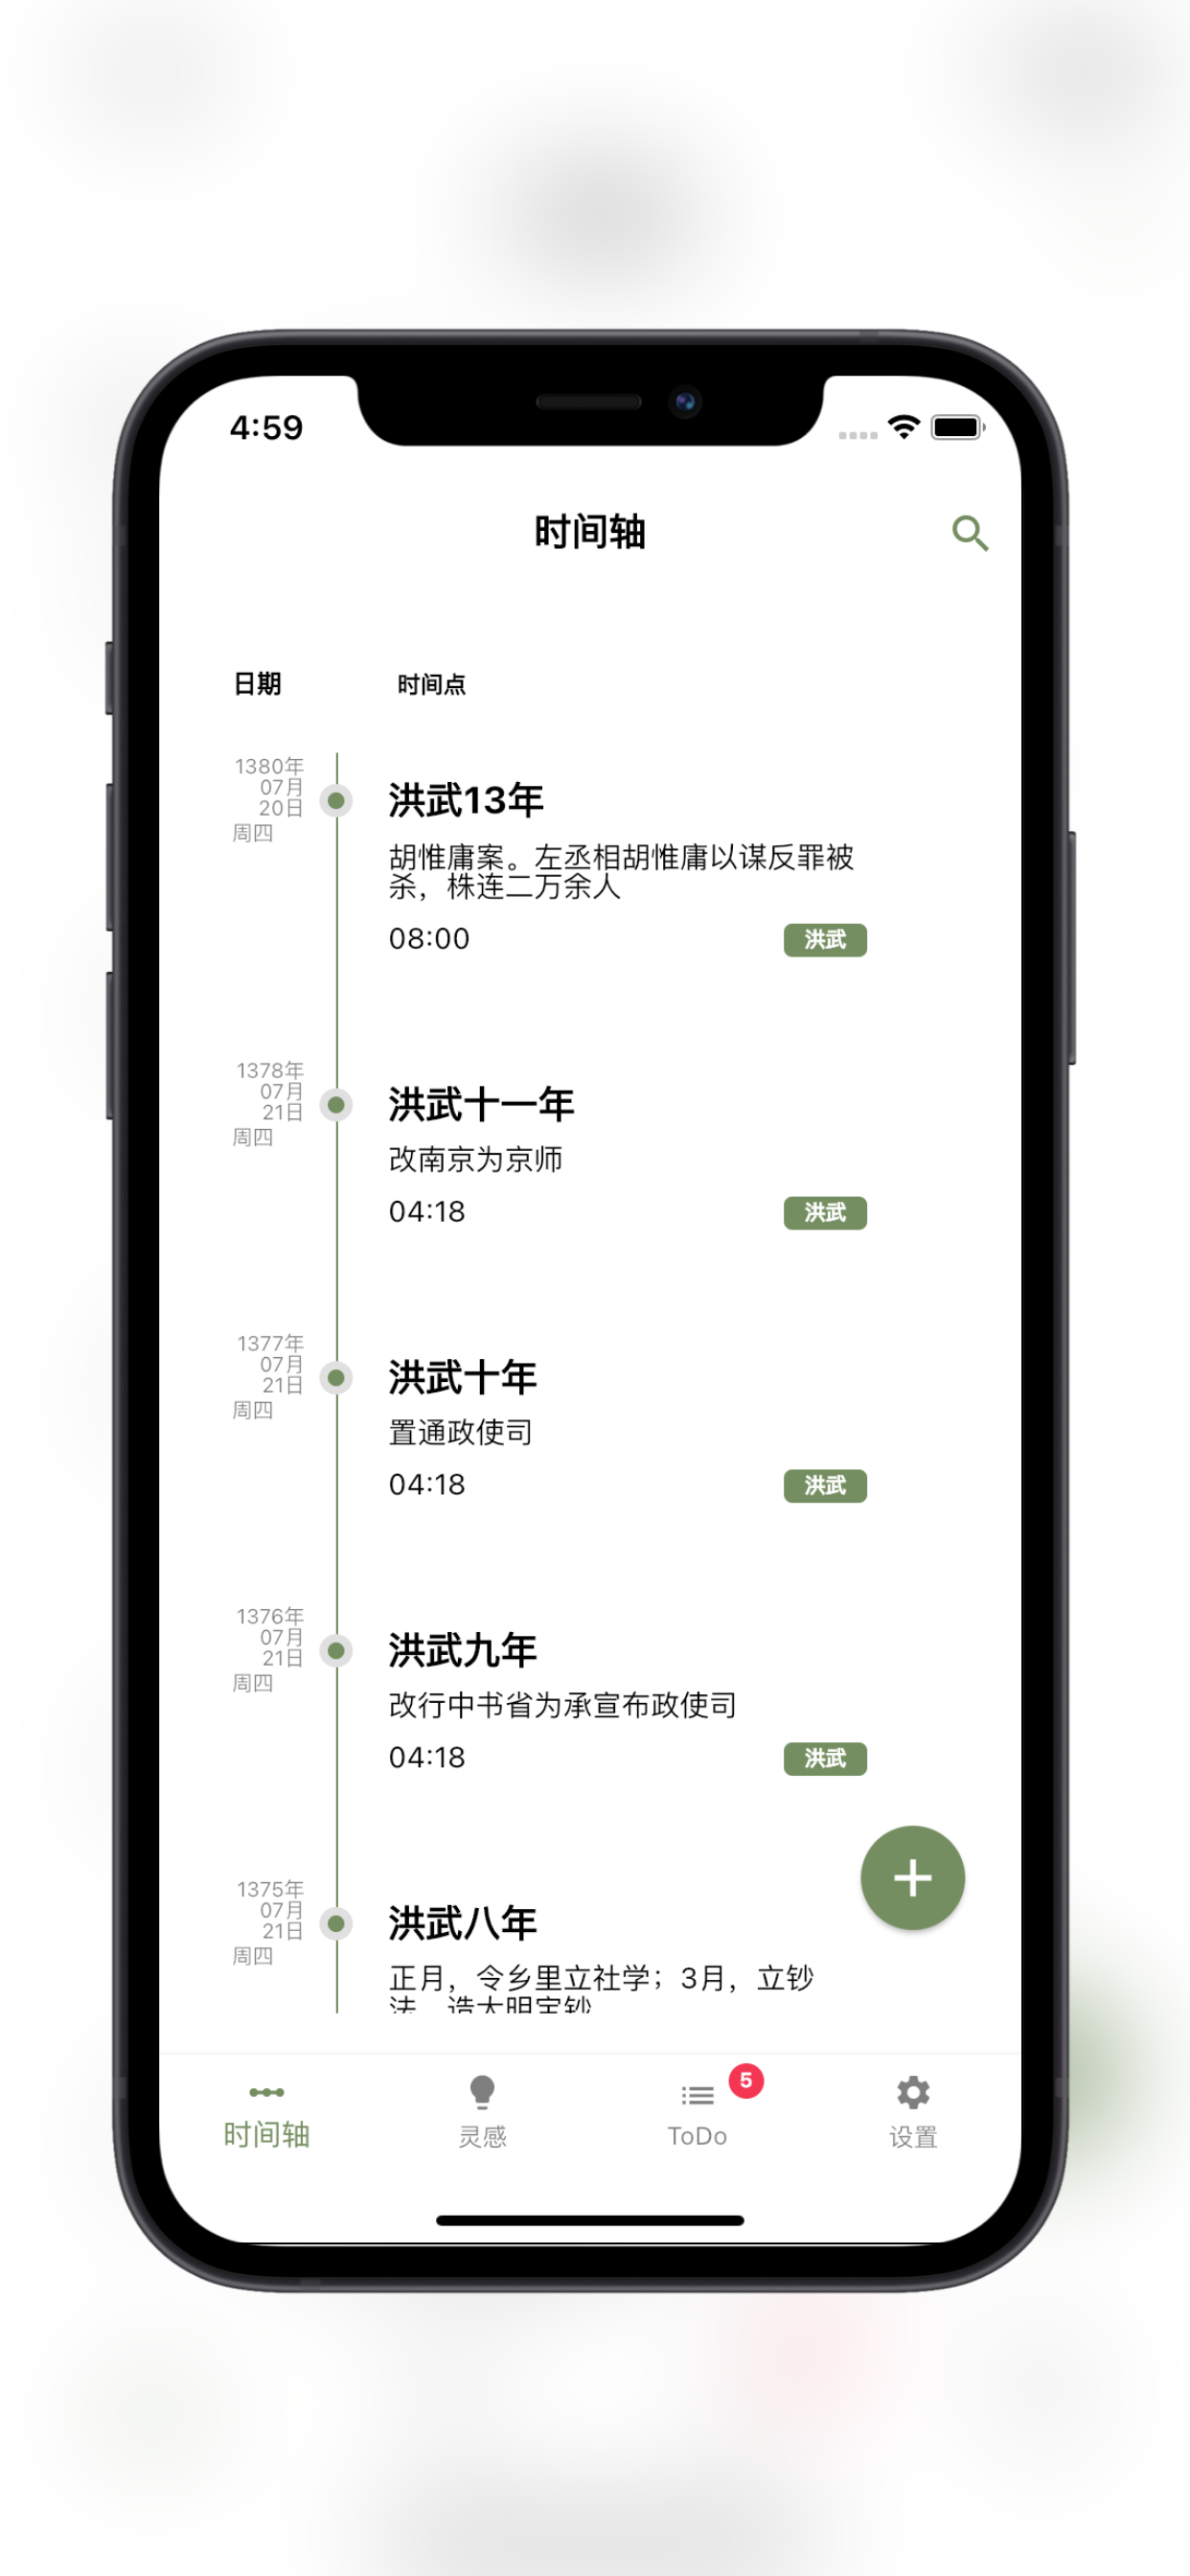 4:59
时间轴
日期
时间点
1380年
07月
20日
周四
洪武13年
胡惟庸案。左丞相胡惟庸以谋反罪被
杀，株连二万余人
08:00
洪武
1378年
07月
21日
周四
洪武十一年
改南京为京师
04:18
洪武
1377年
07月
21日
周四
洪武十年
置通政使司
04:18
洪武
1376年
07月
21日
周四
洪武九年
改行中书省为承宣布政使司
04:18
洪武
1375年
07月
21日
周四
洪武八年
正月，令乡里立社学；3月，立钞
法，造大明宝钞
时间轴
灵感
5
ToDo
设置